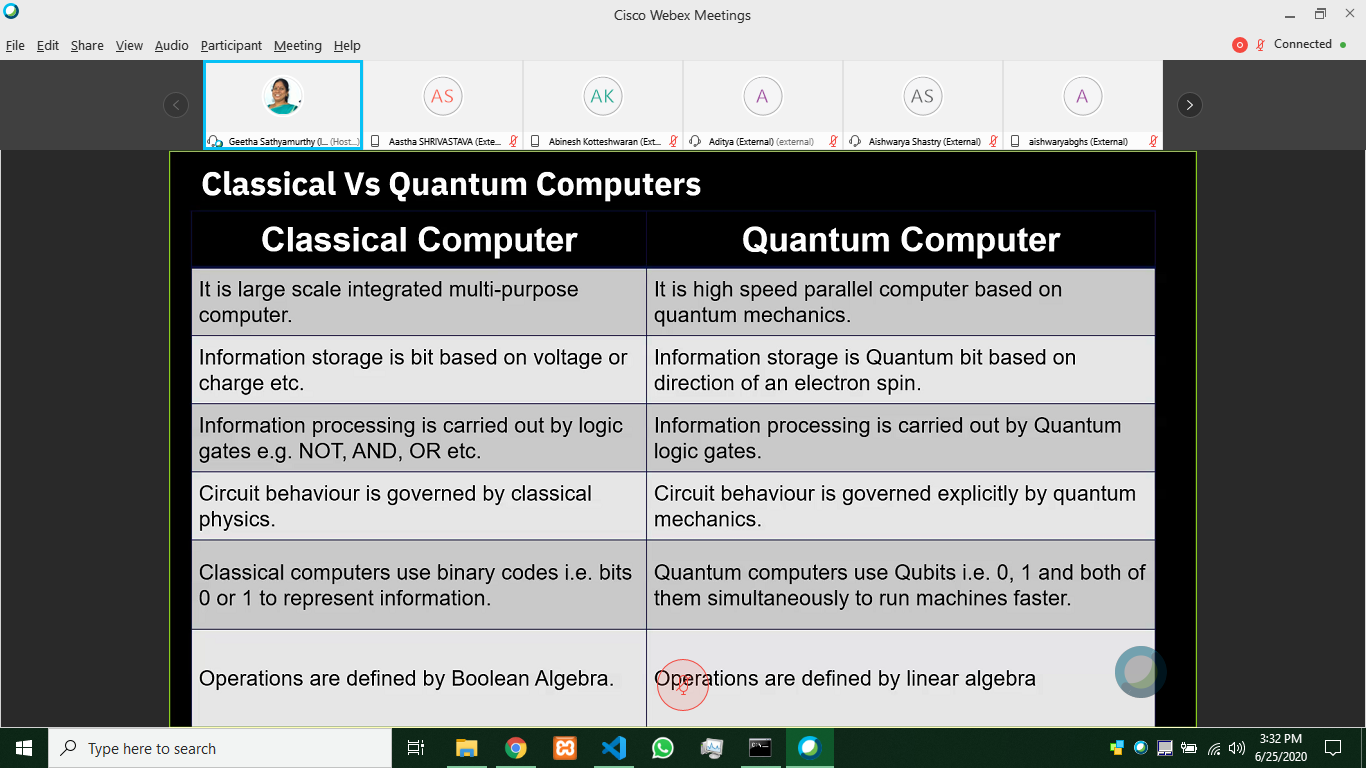 Cisco Webex Meetings
File Edit Share View Audio Participant Meeting Help
Connected
AS AK A AS A
Geetha Sathyamurthy (I... (Host...) Aastha SHRIVASTAVA (Exte... Abinesh Kotteshwaran (Ext... Aditya (External) (external) Aishwarya Shastry (External) aishwaryabghs (External)
Classical Vs Quantum Computers
Classical Computer Quantum Computer
It is large scale integrated multi-purpose
computer.
It is high speed parallel computer based on
quantum mechanics.
Information storage is bit based on voltage or
charge etc.
Information storage is Quantum bit based on
direction of an electron spin.
Information processing is carried out by logic
gates e.g. NOT, AND, OR etc.
Information processing is carried out by Quantum
logic gates.
Circuit behaviour is governed by classical
physics.
Circuit behaviour is governed explicitly by quantum
mechanics.
Classical computers use binary codes i.e. bits
0 or 1 to represent information.
Quantum computers use Qubits i.e. 0, 1 and both of
them simultaneously to run machines faster.
Operations are defined by Boolean Algebra.
Operations are defined by linear algebra
Type here to search
3:32 PM
6/25/2020